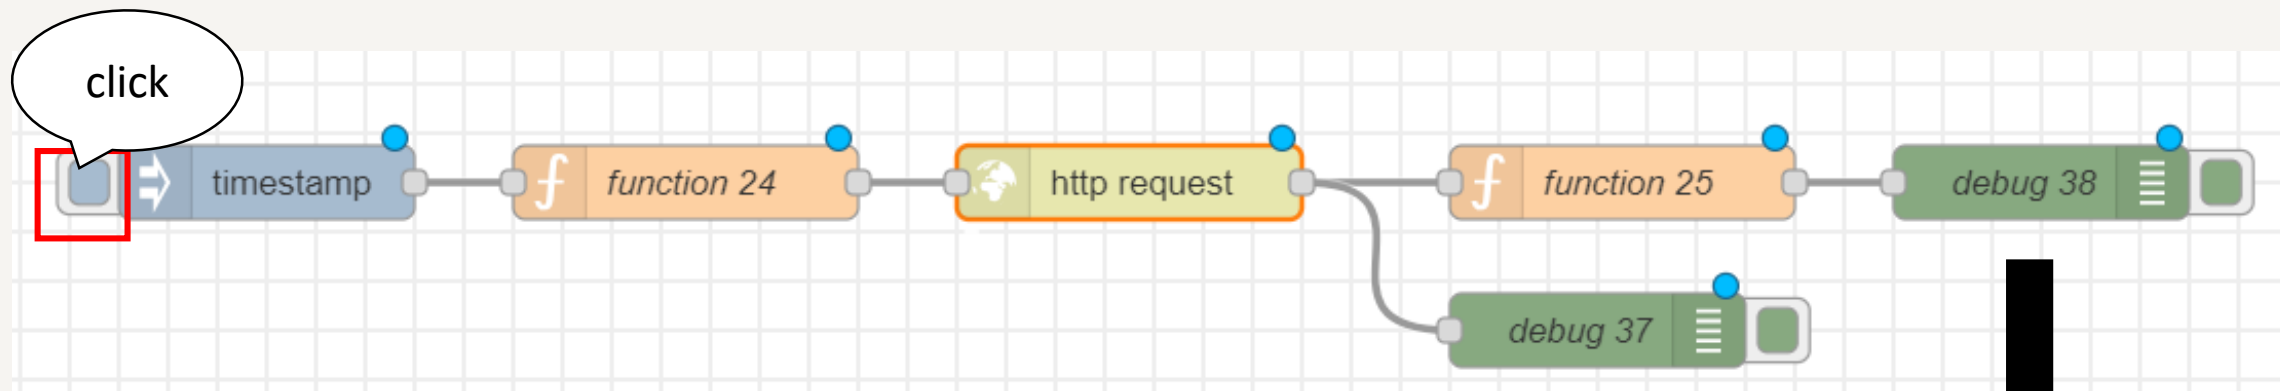 click
timestamp
function 24
http request
function 25
debug 38
debug 37